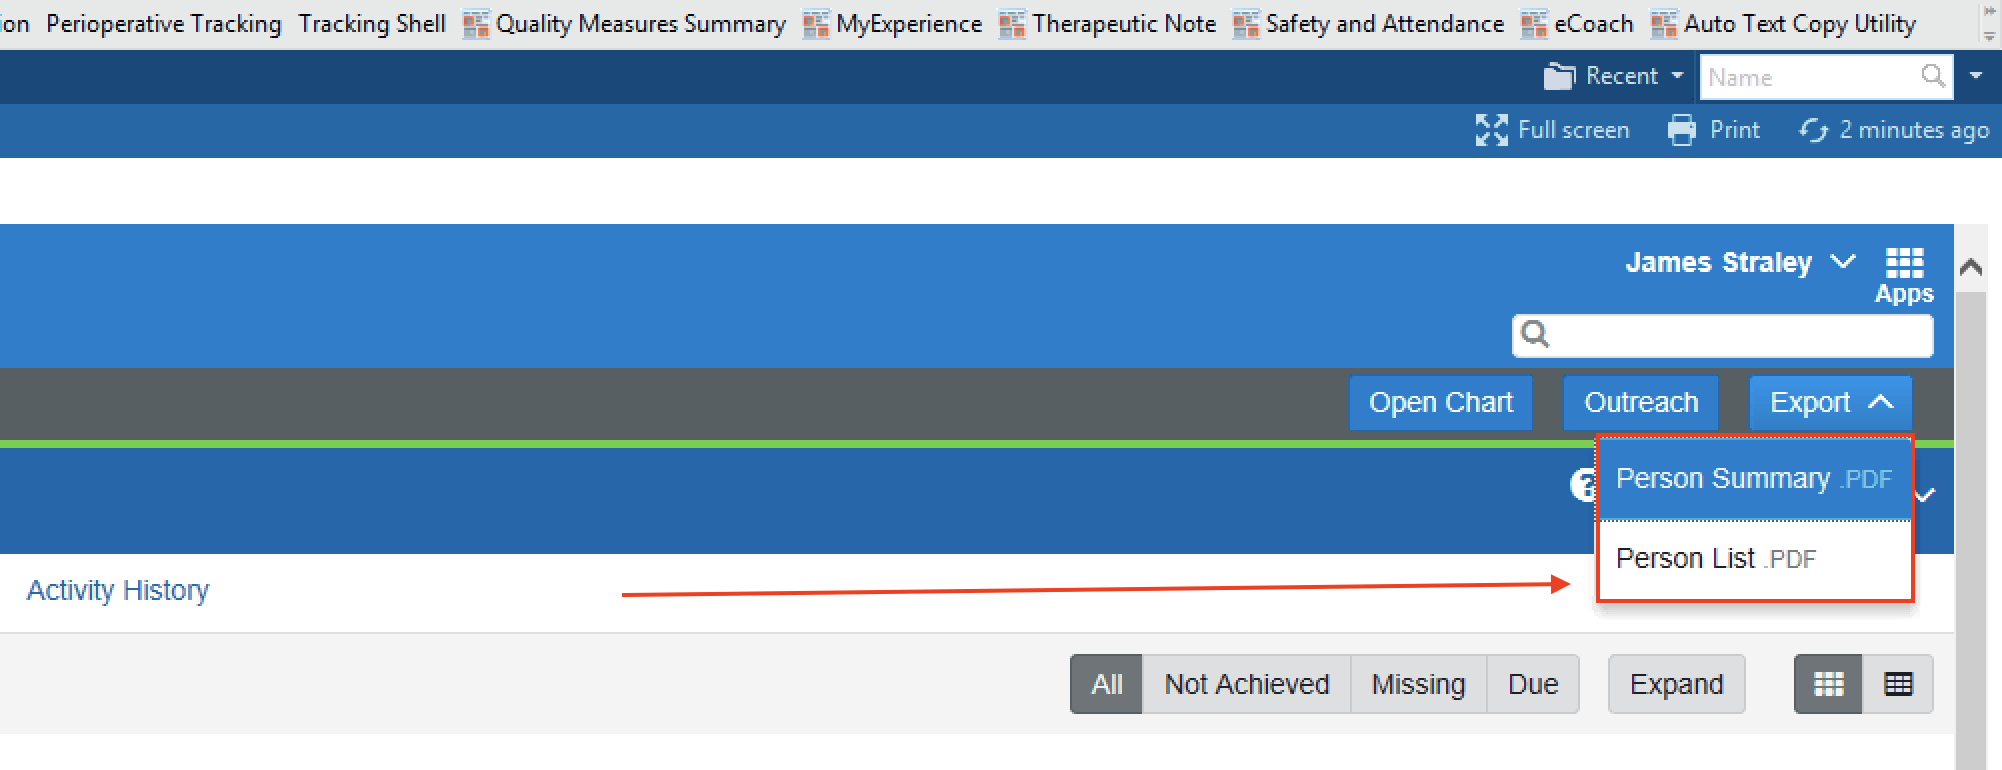 ion Perioperative Tracking Tracking Shell Quality Measures Summary MyExperience Therapeutic Note Safety and Attendance eCoach Auto Text Copy Utility
Recent Name
Full screen Print 2 minutes ago
James Straley
Apps
Open Chart Outreach Export
? Person Summary .PDF
Person List .PDF
Activity History
All Not Achieved Missing Due Expand